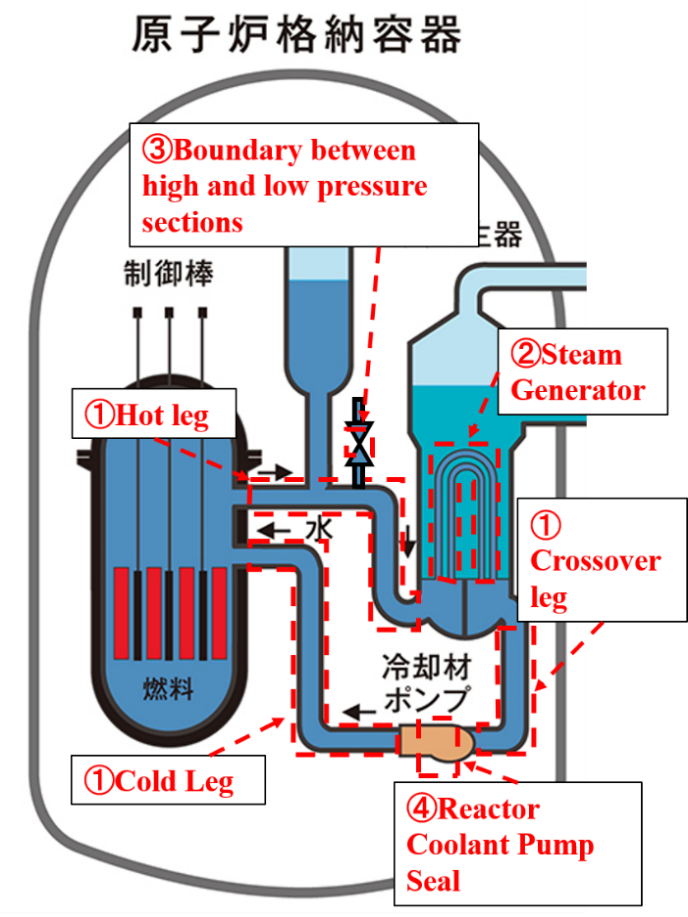 原子炉格納容器
③Boundary between
high and low pressure
sections
生器
制御棒
②Steam
Generator
①Hot leg
水
①
Crossover
leg
冷却材
ポンプ
燃料
①Cold Leg
④Reactor
Coolant Pump
Seal